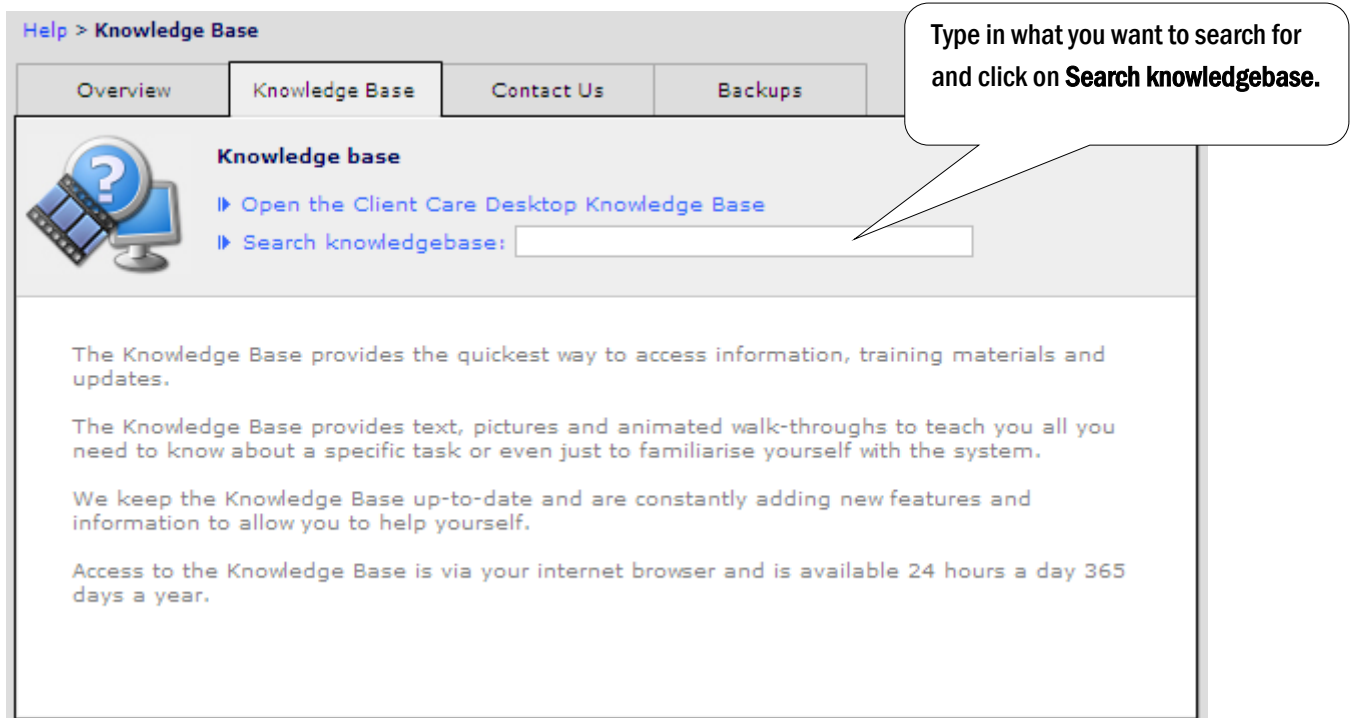 Help > Knowledge Base
Type in what you want to search for
and click on Search knowledgebase.
Overview
Knowledge Base
Contact Us
Backups
?
Knowledge base
Open the Client Care Desktop Knowledge Base
Search knowledgebase:
The Knowledge Base provides the quickest way to access information, training materials and
updates.
The Knowledge Base provides text, pictures and animated walk-throughs to teach you all you
need to know about a specific task or even just to familiarise yourself with the system.
We keep the Knowledge Base up-to-date and are constantly adding new features and
information to allow you to help yourself.
Access to the Knowledge Base is via your internet browser and is available 24 hours a day 365
days a year.